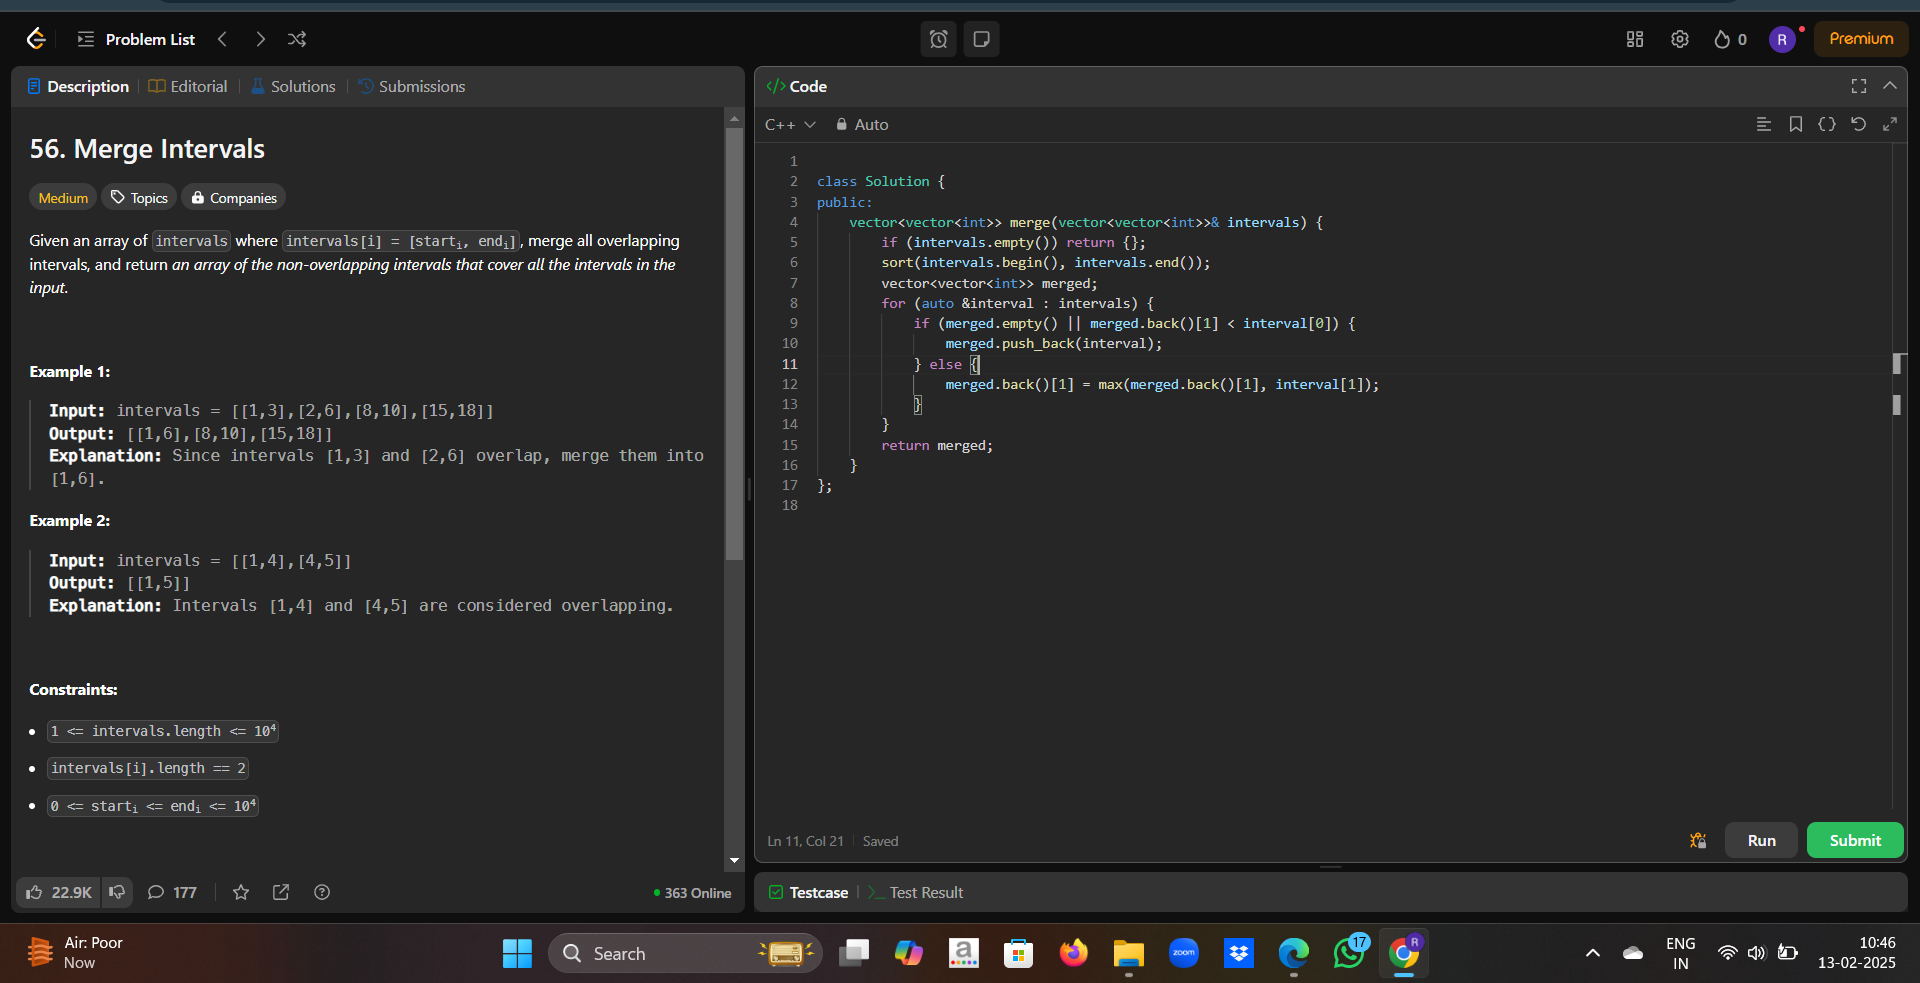 Problem List
0
R
Premium
Description
Editorial
Solutions
Submissions
56. Merge Intervals
Medium
Topics
Companies
Given an array of intervals where intervals[i] = [starti, endi], merge all overlapping
intervals, and return an array of the non-overlapping intervals that cover all the intervals in the
input.
Example 1:
Input: intervals = [[1,3],[2,6],[8,10],[15,18]]
Output: [[1,6],[8,10],[15,18]]
Explanation: Since intervals [1,3] and [2,6] overlap, merge them into
[1,6].
Example 2:
Input: intervals = [[1,4],[4,5]]
Output: [[1,5]]
Explanation: Intervals [1,4] and [4,5] are considered overlapping.
Constraints:
1 <= intervals.length <= 10⁴
intervals[i].length == 2
0 <= starti <= endi <= 10⁴
22.9K
177
363 Online
</> Code
C++
Auto
1
2 class Solution {
3 public:
4 vector<vector<int>> merge(vector<vector<int>>& intervals) {
5 if (intervals.empty()) return {};
6 sort(intervals.begin(), intervals.end());
7 vector<vector<int>> merged;
8 for (auto &interval : intervals) {
9 if (merged.empty() || merged.back()[1] < interval[0]) {
10 merged.push_back(interval);
11 } else {
12 merged.back()[1] = max(merged.back()[1], interval[1]);
13 }
14 }
15 return merged;
16 }
17 };
18
Ln 11, Col 21
Saved
Run
Submit
Testcase
Test Result
Air: Poor
Now
Search
a
zoom
17
R
ENG
IN
10:46
13-02-2025